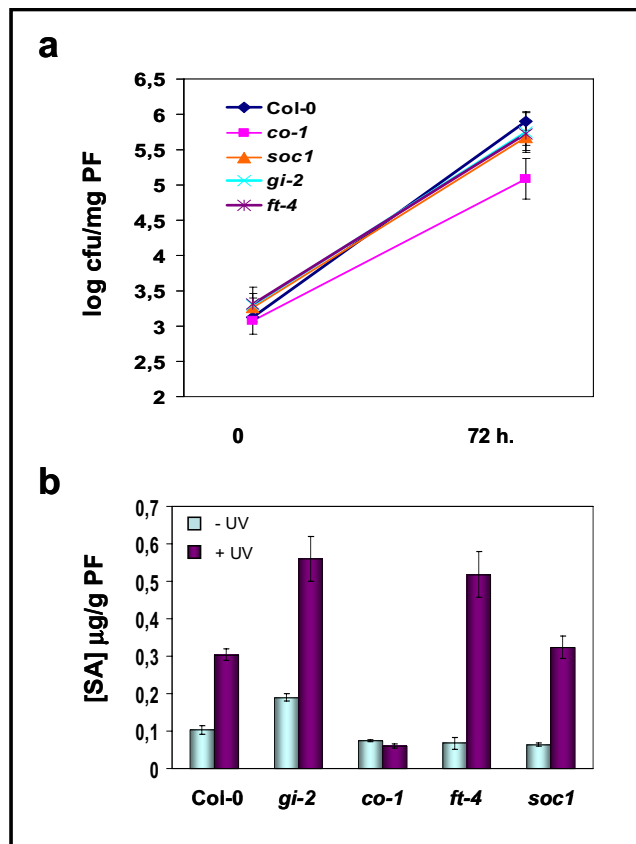 a
log cfu/mg PF
6,5
6
5,5
5
4,5
4
3,5
3
2,5
2
Col-0
co-1
soc1
gi-2
ft-4
0 72 h.
b
[SA] µg/g PF
0,7
0,6
0,5
0,4
0,3
0,2
0,1
0
- UV
+ UV
Col-0 gi-2 co-1 ft-4 soc1